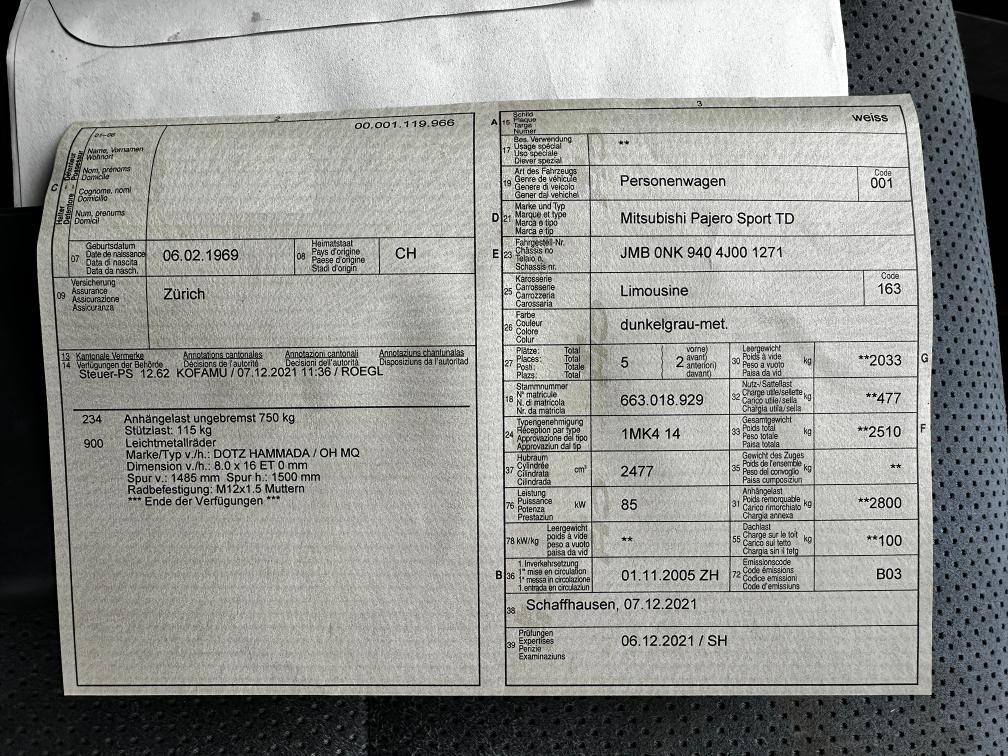 2
00.001.119.966
01-06
C
Halter Détenteur
Detentore Possessur
Name, Vornamen
Wohnort
Nom, prénoms
Domicile
Cognome, nomi
Domicilio
Num, prenums
Domicil
07
Geburtsdatum
Date de naissance
Data di nascita
Data da nasch.
06.02.1969
08
Heimatstaat
Pays d'origine
Paese d'origine
Stadi d'origin
CH
09
Versicherung
Assurance
Assicurazione
Assicuranza
Zürich
13 Kantonale Vermerke Annotations cantonales Annotazioni cantonali Annotaziuns chantunalas
14 Verfügungen der Behörde Décisions de l'autorité Decisioni dell'autorità Disposiziuns da l'autoritad
Steuer-PS 12.62 KOFAMU / 07.12.2021 11:36 / ROEGL
234 Anhängelast ungebremst 750 kg
Stützlast: 115 kg
900 Leichtmetallräder
Marke/Typ v./h.: DOTZ HAMMADA / OH MQ
Dimension v./h.: 8.0 x 16 ET 0 mm
Spur v.: 1485 mm Spur h.: 1500 mm
Radbefestigung: M12x1.5 Muttern
*** Ende der Verfügungen ***
3
A 15
Schild
Plaque
Targa
Numer
weiss
17
Bes. Verwendung
Usage spécial
Uso speciale
Diever spezial
**
19
Art des Fahrzeugs
Genre de véhicule
Genere di veicolo
Gener dal vehichel
Personenwagen
Code
001
D 21
Marke und Typ
Marque et type
Marca e tipo
Marca e tip
Mitsubishi Pajero Sport TD
E 23
Fahrgestell-Nr.
Châssis no
Telaio n.
Schassis nr.
JMB 0NK 940 4J00 1271
25
Karosserie
Carrosserie
Carrozzeria
Carossaria
Limousine
Code
163
26
Farbe
Couleur
Colore
Colur
dunkelgrau-met.
27
Plätze: Total
Places: Total
Posti: Totale
Plazs: Total
5
2
vorne)
avant)
anteriori)
davant)
30
Leergewicht
Poids à vide
Peso a vuoto
Paisa da vid
kg
**2033
G
18
Stammnummer
N° matricule
N. di matricola
Nr. da matricla
663.018.929
32
Nutz-/Sattellast
Charge utile/sellette
Carico utile/sella
Chargia utila/sella
kg
**477
24
Typengenehmigung
Réception par type
Approvazione del tipo
Approvaziun dal tip
1MK4 14
33
Gesamtgewicht
Poids total
Peso totale
Paisa totala
kg
**2510
F
37
Hubraum
Cylindrée
Cilindrata
Cilindrada
cm³
2477
35
Gewicht des Zuges
Poids de l'ensemble
Peso del convoglio
Paisa cumposiziun
kg
**
76
Leistung
Puissance
Potenza
Prestaziun
kW
85
31
Anhängelast
Poids remorquable
Carico rimorchiato
Chargia annexa
kg
**2800
78 kW/kg
Leergewicht
poids à vide
peso a vuoto
paisa da vid
**
55
Dachlast
Charge sur le toit
Carico sul tetto
Chargia sin il tetg
kg
**100
B 36
1. Inverkehrsetzung
1re mise en circulation
1a messa in circolazione
1. entrada en circulaziun
01.11.2005 ZH
72
Emissionscode
Code émissions
Codice emissioni
Code d'emissiuns
B03
38 Schaffhausen, 07.12.2021
39
Prüfungen
Expertises
Perizie
Examinaziuns
06.12.2021 / SH